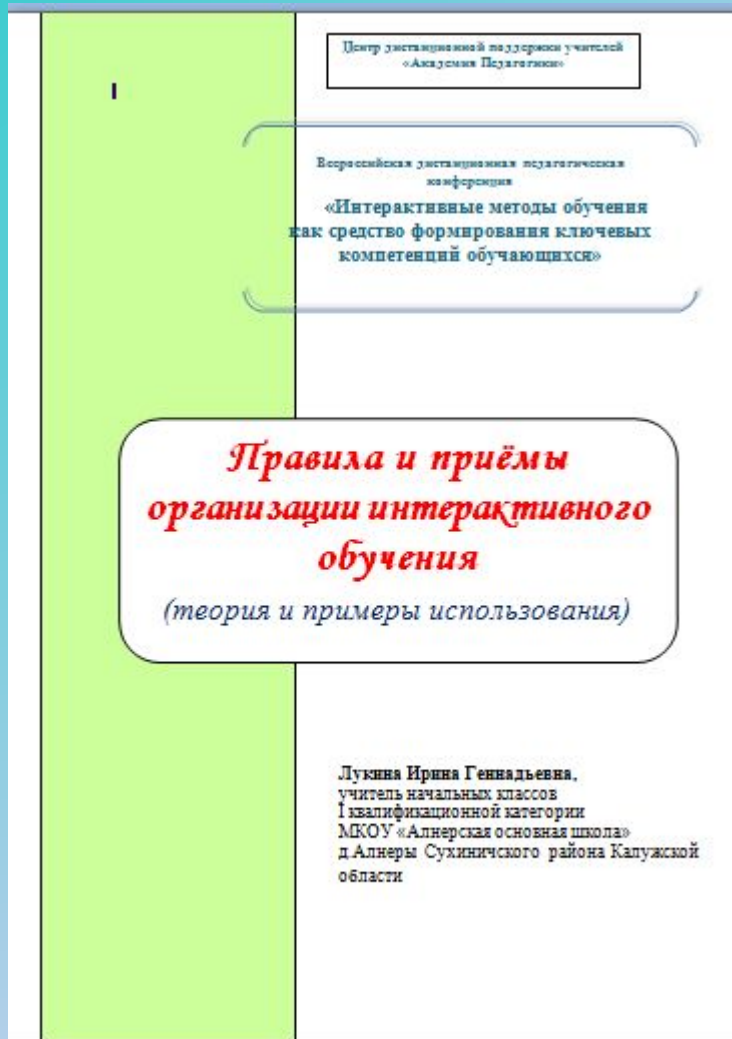 Центр дистанционной поддержки учителей
«Академия Педагогики»
I
Всероссийская дистанционная педагогическая
конференция
«Интерактивные методы обучения
как средство формирования ключевых
компетенций обучающихся»
Правила и приёмы
организации интерактивного
обучения
(теория и примеры использования)
Лукина Ирина Геннадьевна,
учитель начальных классов
I квалификационной категории
МКОУ «Алнерская основная школа»
д.Алнеры Сухиничского района Калужской
области